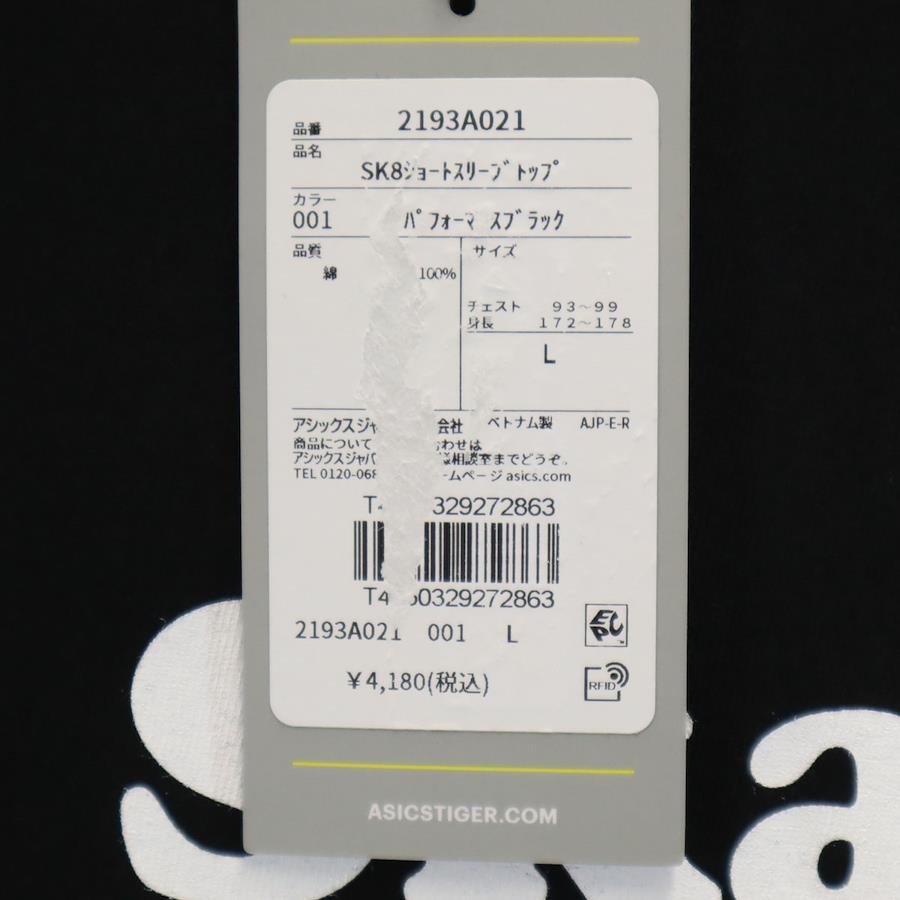 品番 2193A021
品名
SK8ショートスリーブトップ
カラー
001 パフォーマ スブラック
品質 サイズ
綿 100%
チェスト 93~99
身長 172~178
L
アシックスジャ 会社 ベトナム製 AJP-E-R
商品について わせは
アシックスジャパ 相談室までどうぞ。
TEL 0120-068 ームページ asics.com
T4 329272863
T4 50329272863
2193A021 001 L
EPC
¥4,180(税込)
RFID
ASICSTIGER.COM